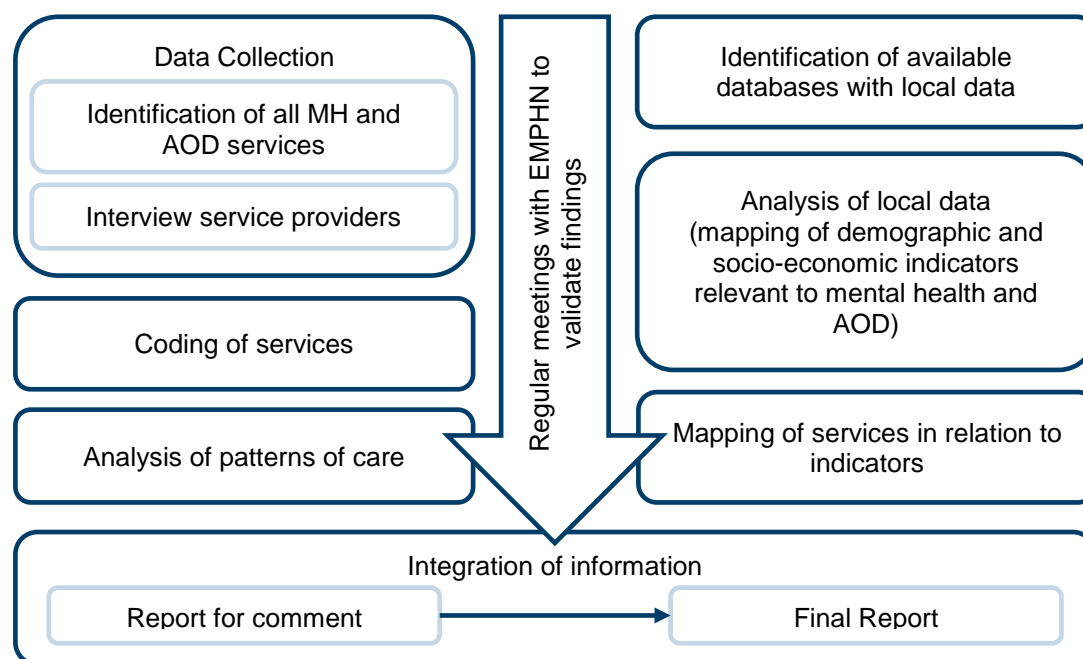 Data Collection
Identification of all MH and
AOD services
Interview service providers
Coding of services
Analysis of patterns of care
Regular meetings with EMPHN to
validate findings
Identification of available
databases with local data
Analysis of local data
(mapping of demographic and
socio-economic indicators
relevant to mental health and
AOD)
Mapping of services in relation to
indicators
Integration of information
Report for comment
Final Report